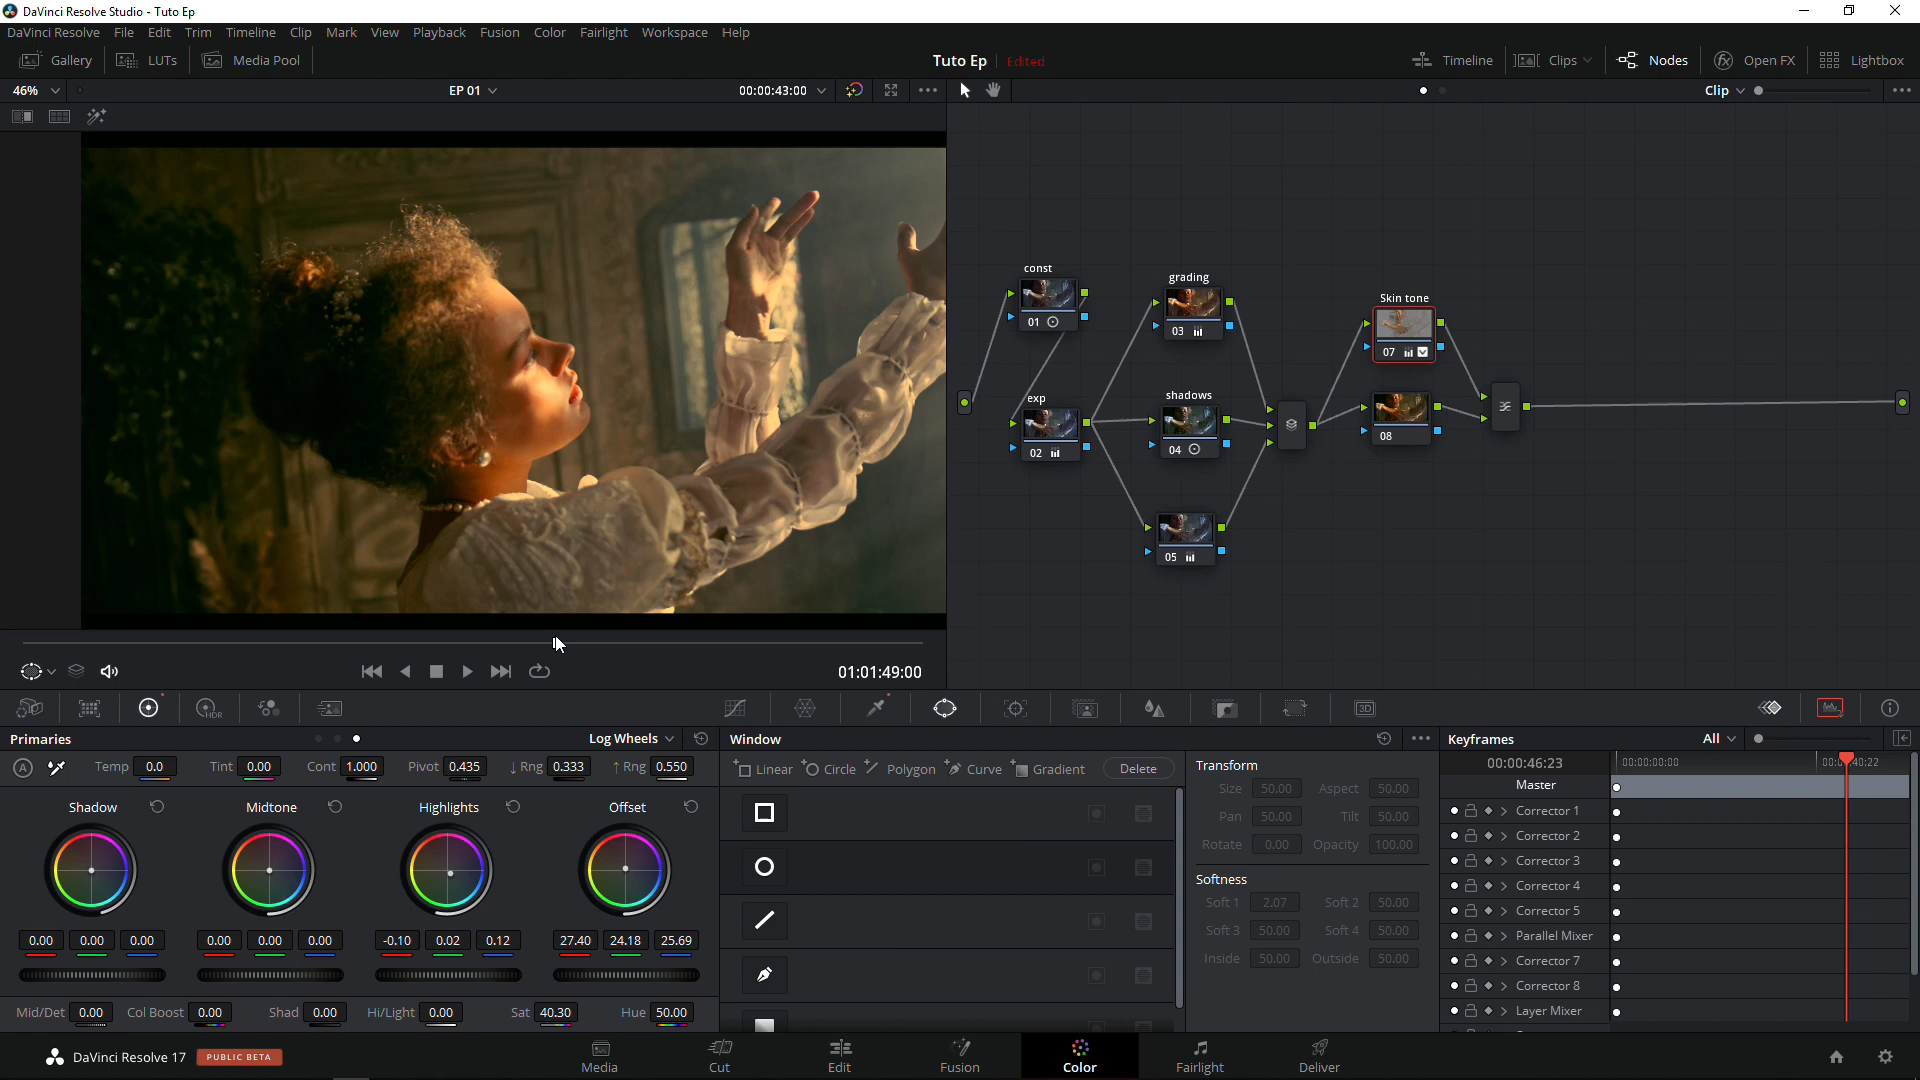 DaVinci Resolve Studio - Tuto Ep
DaVinci Resolve File Edit Trim Timeline Clip Mark View Playback Fusion Color Fairlight Workspace Help
Gallery LUTs Media Pool Tuto Ep Edited Timeline Clips Nodes Open FX Lightbox
46% EP 01 00:00:43:00 Clip
const
01
grading
03
Skin tone
07
exp
02
shadows
04
08
05
01:01:49:00
HDR 3D
Primaries Log Wheels Window Keyframes All
A Temp 0.0 Tint 0.00 Cont 1.000 Pivot 0.435 ↓ Rng 0.333 ↑ Rng 0.550
Linear Circle Polygon Curve Gradient Delete
Shadow Midtone Highlights Offset
0.00 0.00 0.00 0.00 0.00 0.00 -0.10 0.02 0.12 27.40 24.18 25.69
Mid/Det 0.00 Col Boost 0.00 Shad 0.00 Hi/Light 0.00 Sat 40.30 Hue 50.00
Transform
Size 50.00 Aspect 50.00
Pan 50.00 Tilt 50.00
Rotate 0.00 Opacity 100.00
Softness
Soft 1 2.07 Soft 2 50.00
Soft 3 50.00 Soft 4 50.00
Inside 50.00 Outside 50.00
00:00:46:23 00:00:00:00
Master
Corrector 1
Corrector 2
Corrector 3
Corrector 4
Corrector 5
Parallel Mixer
Corrector 7
Corrector 8
Layer Mixer
DaVinci Resolve 17 PUBLIC BETA
Media Cut Edit Fusion Color Fairlight Deliver